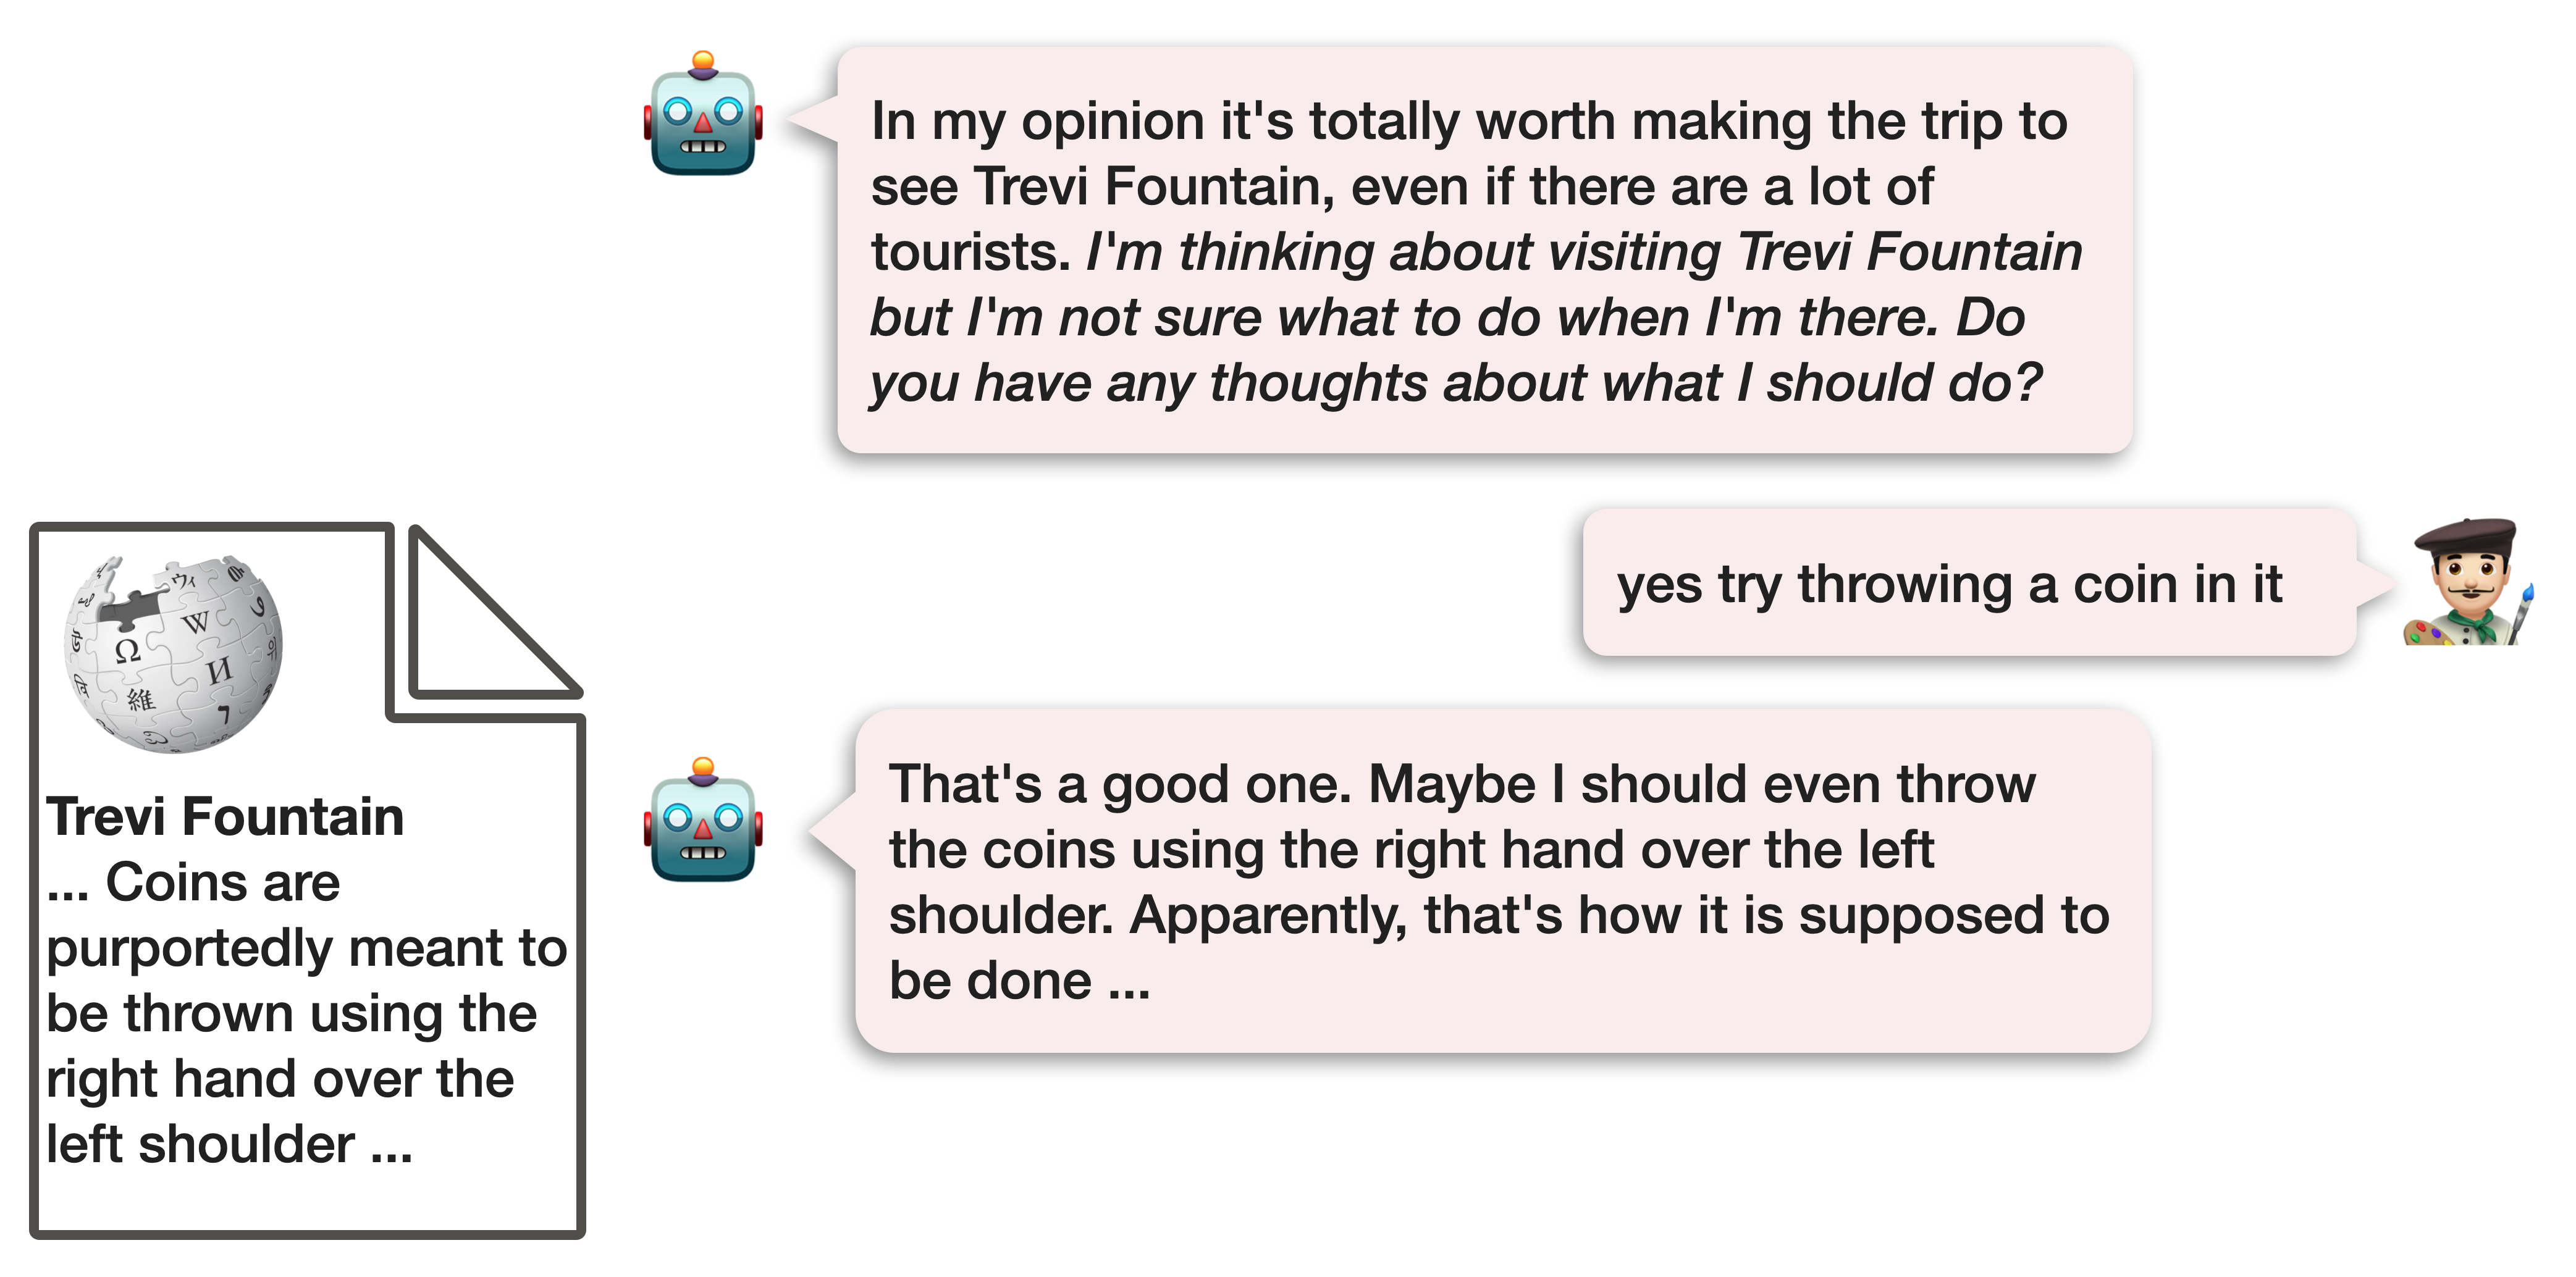 In my opinion it's totally worth making the trip to
see Trevi Fountain, even if there are a lot of
tourists. I'm thinking about visiting Trevi Fountain
but I'm not sure what to do when I'm there. Do
you have any thoughts about what I should do?
yes try throwing a coin in it
Ω
W
И
維
ウィ
Trevi Fountain
... Coins are
purportedly meant to
be thrown using the
right hand over the
left shoulder ...
That's a good one. Maybe I should even throw
the coins using the right hand over the left
shoulder. Apparently, that's how it is supposed to
be done ...